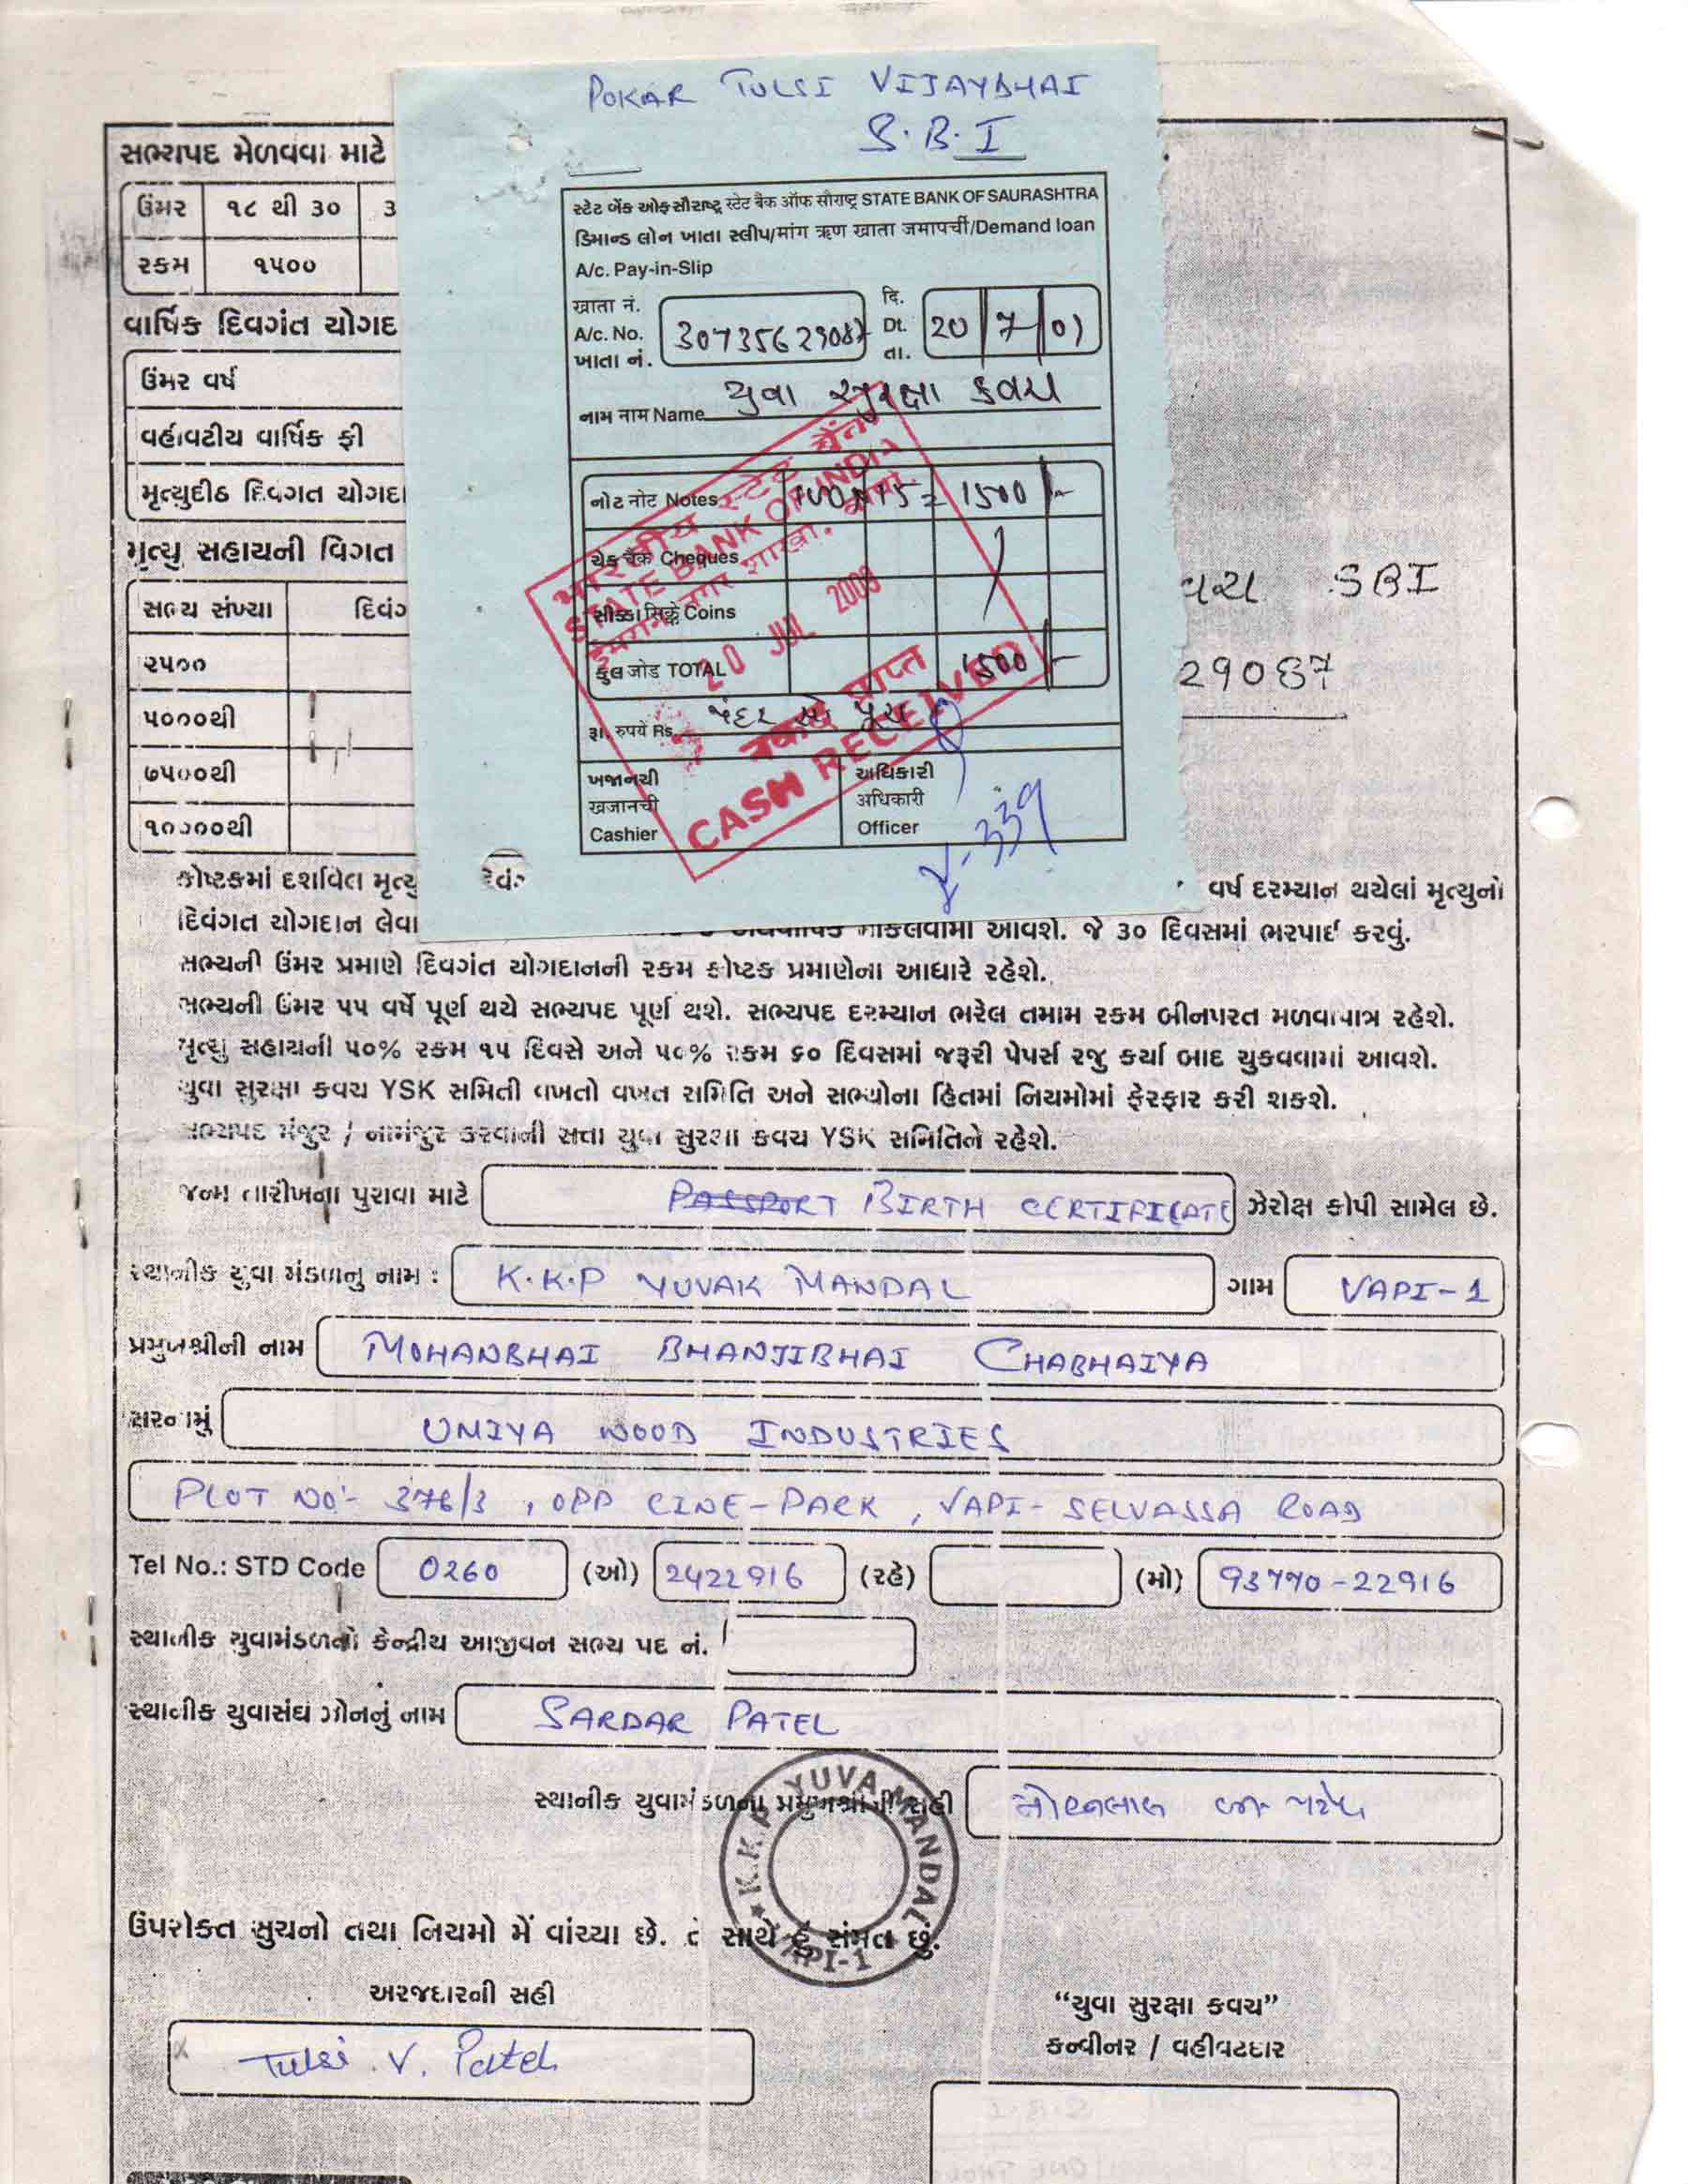 POKAR TULSI VIJAYBHAI
S.B.I
સ્ટેટ બેંક ઓફ સૌરાષ્ટ્ર स्टेट बैंक ऑफ सौराष्ट्र STATE BANK OF SAURASHTRA
ડિમાન્ડ લોન ખાતા સ્લીપ/मांग ऋण खाता जमापर्ची/Demand loan
A/c. Pay-in-Slip
खाता नं.
A/c. No.
ખાતા નં.
दि. Dt. તા. 20/7/09
નામ નામ Name યુવા સુરક્ષા કવચ
નોટ नोट Notes 100 x 15 = 1500/-
ચેક चैक Cheques
સીક્કા सिक्के Coins
કુલ जोड TOTAL 1500/-
રૂા. रुपयें Rs. પંદર સો પૂરા
ખજાનચી
खजानची
Cashier
અધિકારી
अधिकारी
Officer
भारतीय स्टेट बैंक
STATE BANK OF INDIA
20 JUL 2009
नकद प्राप्त
CASH RECEIVED
સભ્યપદ મેળવવા માટે
ઉંમર ૧૮ થી ૩૦ ૩
રકમ ૧૫૦૦
વાર્ષિક દિવગંત યોગદ
ઉંમર વર્ષ
વહીવટીય વાર્ષિક ફી
મૃત્યુદીઠ દિવગત યોગદા
મૃત્યુ સહાયની વિગત
સભ્ય સંખ્યા દિવંગ
૨૫૦૦
૫૦૦૦થી
૭૫૦૦થી
૧૦૦૦૦થી
વચ SBI
29087
કોષ્ટકમાં દર્શાવેલ મૃત્યુ દિવં વર્ષ દરમ્યાન થયેલાં મૃત્યુનો
દિવંગત યોગદાન લેવા મોકલવામાં આવશે. જે ૩૦ દિવસમાં ભરપાઈ કરવું.
સભ્યની ઉંમર પ્રમાણે દિવગંત યોગદાનની રકમ કોષ્ટક પ્રમાણેના આધારે રહેશે.
સભ્યની ઉંમર ૫૫ વર્ષે પૂર્ણ થયે સભ્યપદ પૂર્ણ થશે. સભ્યપદ દરમ્યાન ભરેલ તમામ રકમ બીનપરત મળવાપાત્ર રહેશે.
મૃત્યુ સહાયની ૫૦% રકમ ૧૫ દિવસે અને ૫૦% રકમ ૬૦ દિવસમાં જરૂરી પેપર્સ રજુ કર્યા બાદ ચુકવવામાં આવશે.
યુવા સુરક્ષા કવચ YSK સમિતી વખતો વખત સમિતિ અને સભ્યોના હિતમાં નિયમોમાં ફેરફાર કરી શકશે.
સભ્યપદ મંજુર / નામંજુર કરવાની સત્તા યુવા સુરક્ષા કવચ YSK સમિતિને રહેશે.
જન્મ તારીખના પુરાવા માટે PASSPORT BIRTH CERTIFICATE ઝેરોક્ષ કોપી સામેલ છે.
સ્થાનીક યુવા મંડળનુ નામ : K.K.P YUVAK MANDAL ગામ VAPI-1
પ્રમુખશ્રીની નામ MOHANBHAI BHANJIBHAI CHABHAIYA
સરનામું UMIYA WOOD INDUSTRIES
PLOT NO:- 376/3, OPP CINE-PARK, VAPI- SELVASSA ROAD
Tel No.: STD Code 0260 (ઓ) 2422916 (રહે) (મો) 93770-22916
સ્થાનીક યુવામંડળનો કેન્દ્રીય આજીવન સભ્ય પદ નં.
સ્થાનીક યુવાસંઘ ઝોનનું નામ SARDAR PATEL
સ્થાનીક યુવામંડળના પ્રમુખશ્રીની સહી
K.K.P. YUVA MANDAL
VAPI-1
ઉપરોક્ત સુચનો તથા નિયમો મેં વાંચ્યા છે. તે સાથે હું સંમત છું.
અરજદારની સહી
Tulsi V. Patel
“યુવા સુરક્ષા કવચ”
કન્વીનર / વહીવટદાર